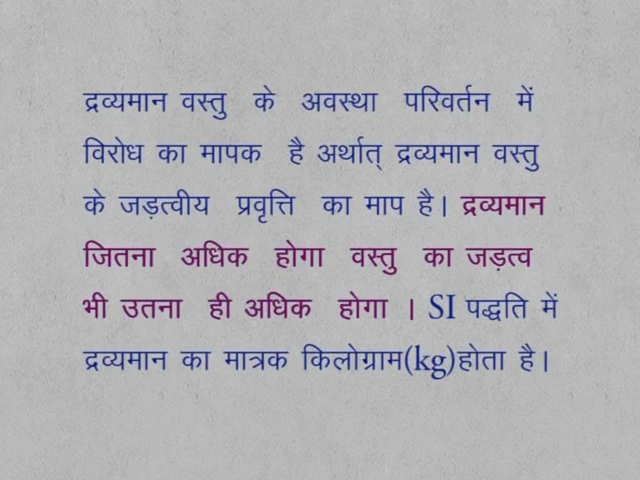 द्रव्यमान वस्तु के अवस्था परिवर्तन में
विरोध का मापक है अर्थात् द्रव्यमान वस्तु
के जड़त्वीय प्रवृत्ति का माप है। द्रव्यमान
जितना अधिक होगा वस्तु का जड़त्व
भी उतना ही अधिक होगा । SI पद्धति में
द्रव्यमान का मात्रक किलोग्राम(kg)होता है।